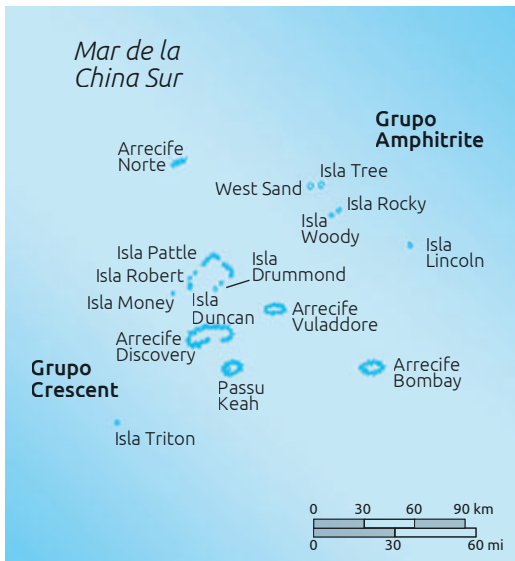 Mar de la
China Sur
Grupo
Amphitrite
Arrecife
Norte
Isla Tree
West Sand
Isla Rocky
Isla
Woody
Isla
Lincoln
Isla Pattle
Isla
Drummond
Isla Robert
Isla Money
Isla
Duncan
Arrecife
Vuladdore
Arrecife
Discovery
Grupo
Crescent
Passu
Keah
Arrecife
Bombay
Isla Triton
0 30 60 90 km
0 30 60 mi